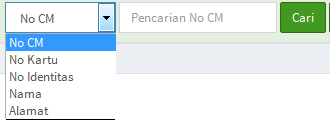 No CM Pencarian No CM Cari
No CM
No Kartu
No Identitas
Nama
Alamat